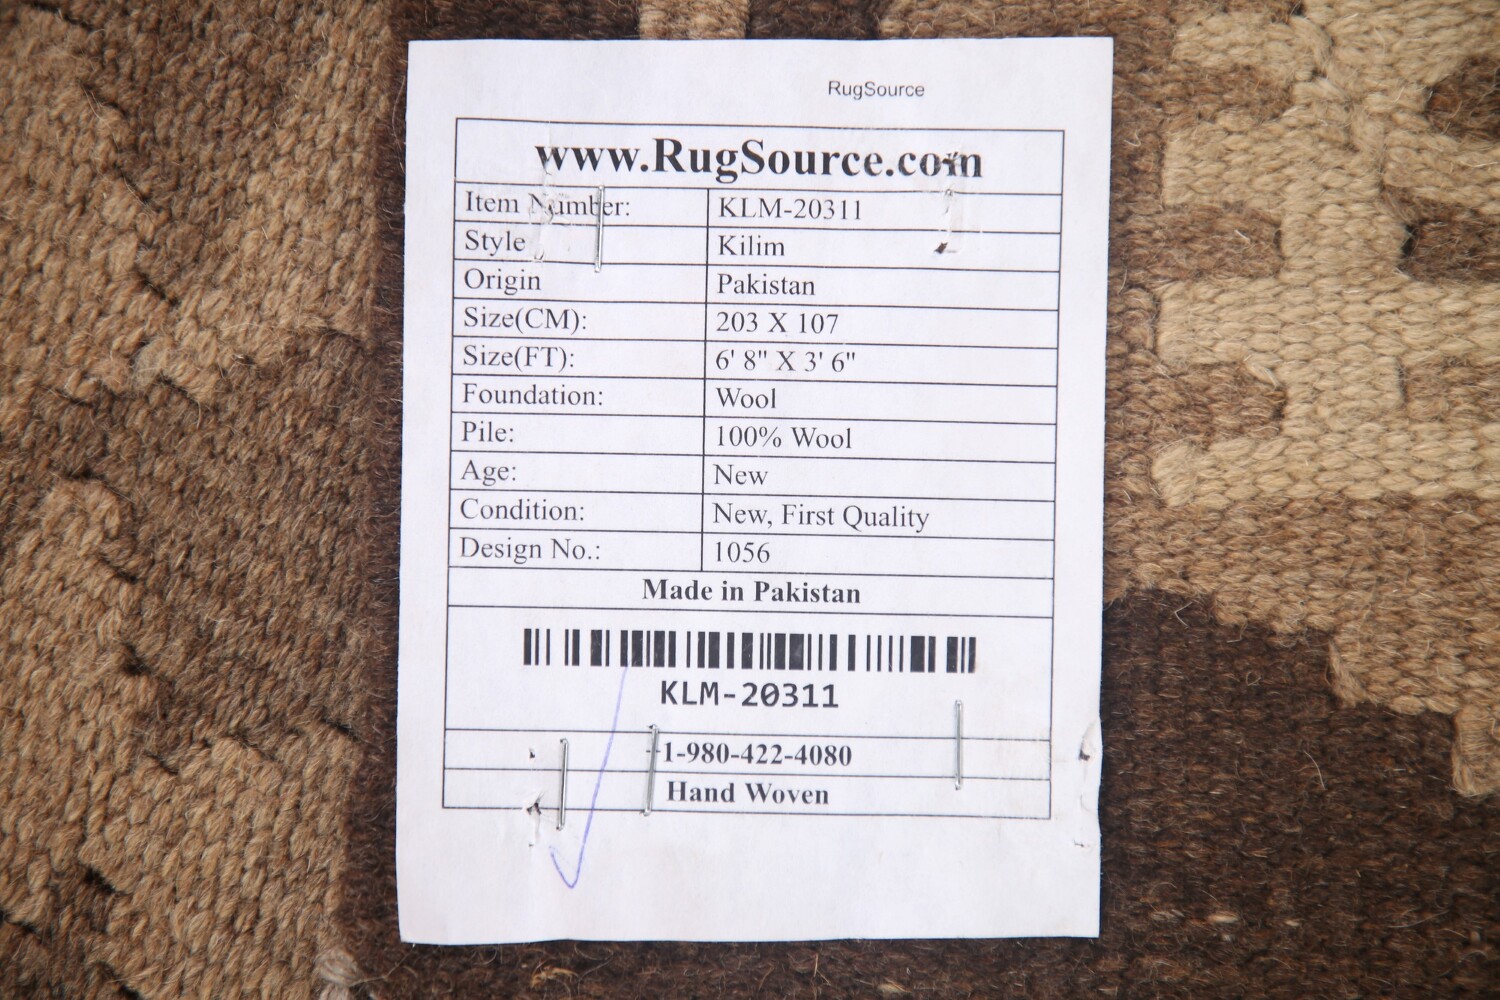 RugSource
www.RugSource.com
Item Number: KLM-20311
Style Kilim
Origin Pakistan
Size(CM): 203 X 107
Size(FT): 6' 8" X 3' 6"
Foundation: Wool
Pile: 100% Wool
Age: New
Condition: New, First Quality
Design No.: 1056
Made in Pakistan
KLM-20311
1-980-422-4080
Hand Woven